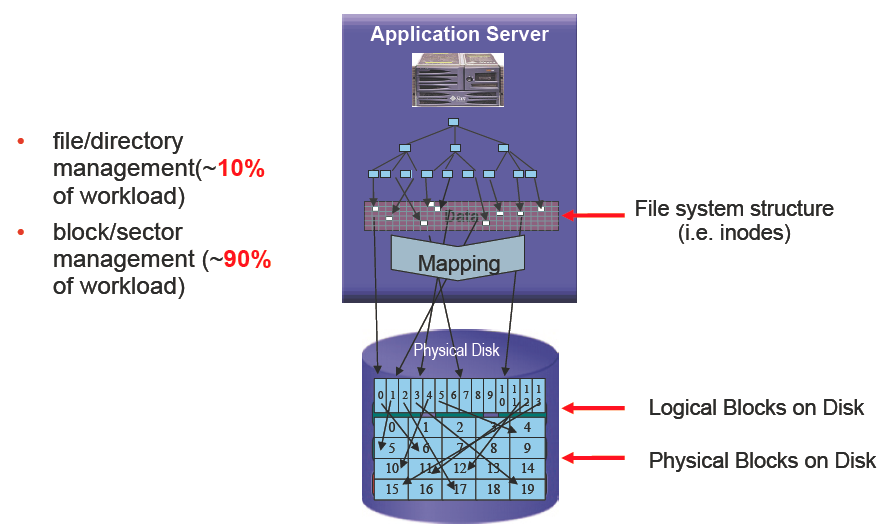 Application Server
• file/directory
management(~10%
of workload)
• block/sector
management (~90%
of workload)
Data
File system structure
(i.e. inodes)
Mapping
Physical Disk
0 1 2 3 4 5 6 7 8 9 10 11 12 13
Logical Blocks on Disk
0 1 2 3 4
5 6 7 8 9
Physical Blocks on Disk
10 11 12 13 14
15 16 17 18 19